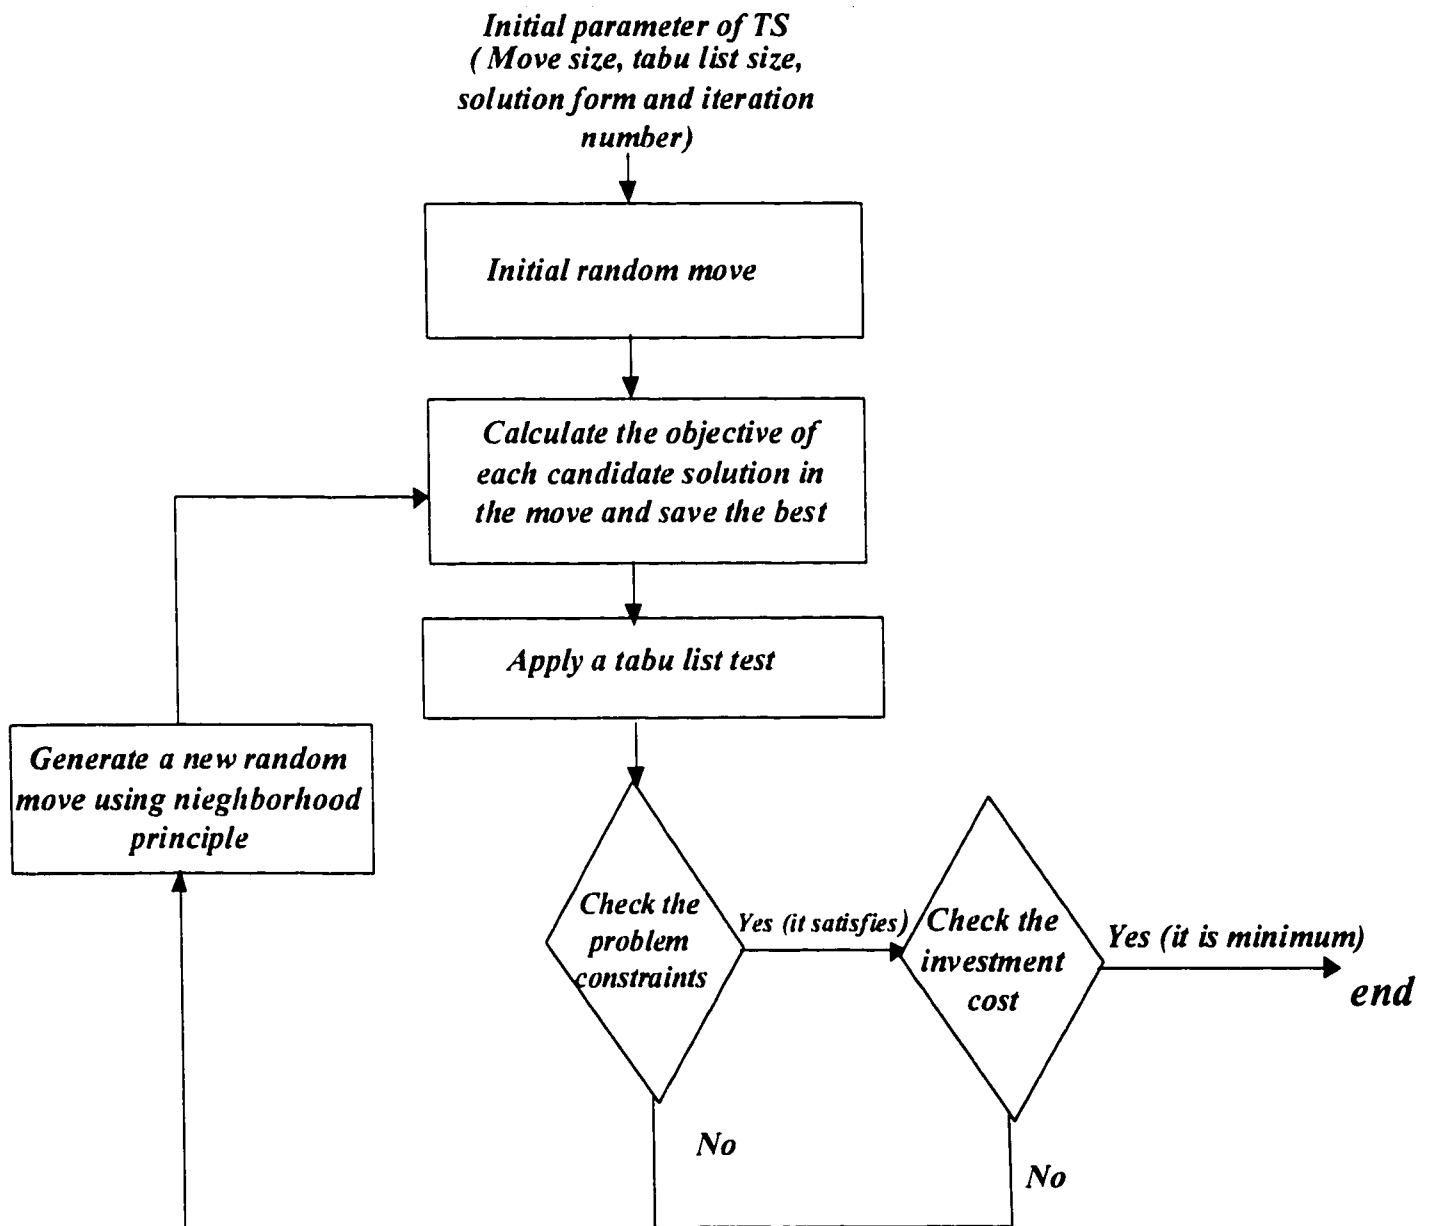 Initial parameter of TS
( Move size, tabu list size,
solution form and iteration
number)
Initial random move
Calculate the objective of
each candidate solution in
the move and save the best
Apply a tabu list test
Generate a new random
move using nieghborhood
principle
Check the
problem
constraints
Yes (it satisfies)
Check the
investment
cost
Yes (it is minimum)
end
No
No